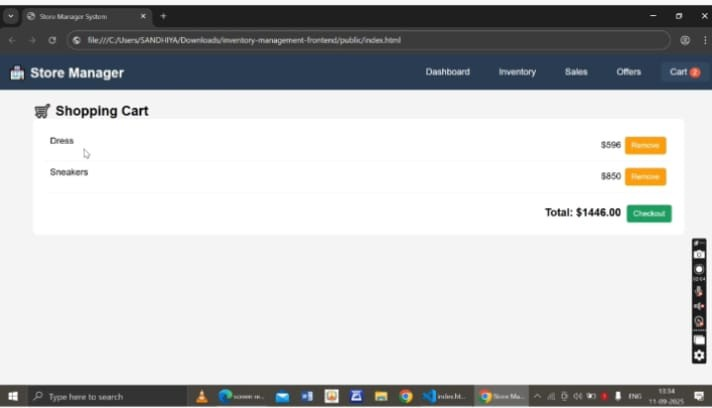 Store Manager System
file:///C:/Users/SANDHIYA/Downloads/inventory-management-frontend/public/index.html
Store Manager Dashboard Inventory Sales Offers Cart 2
Shopping Cart
Dress $596 Remove
Sneakers $850 Remove
Total: $1446.00 Checkout
Type here to search screen re... index.ht... Store Ma... ENG 13:34
11-09-2025